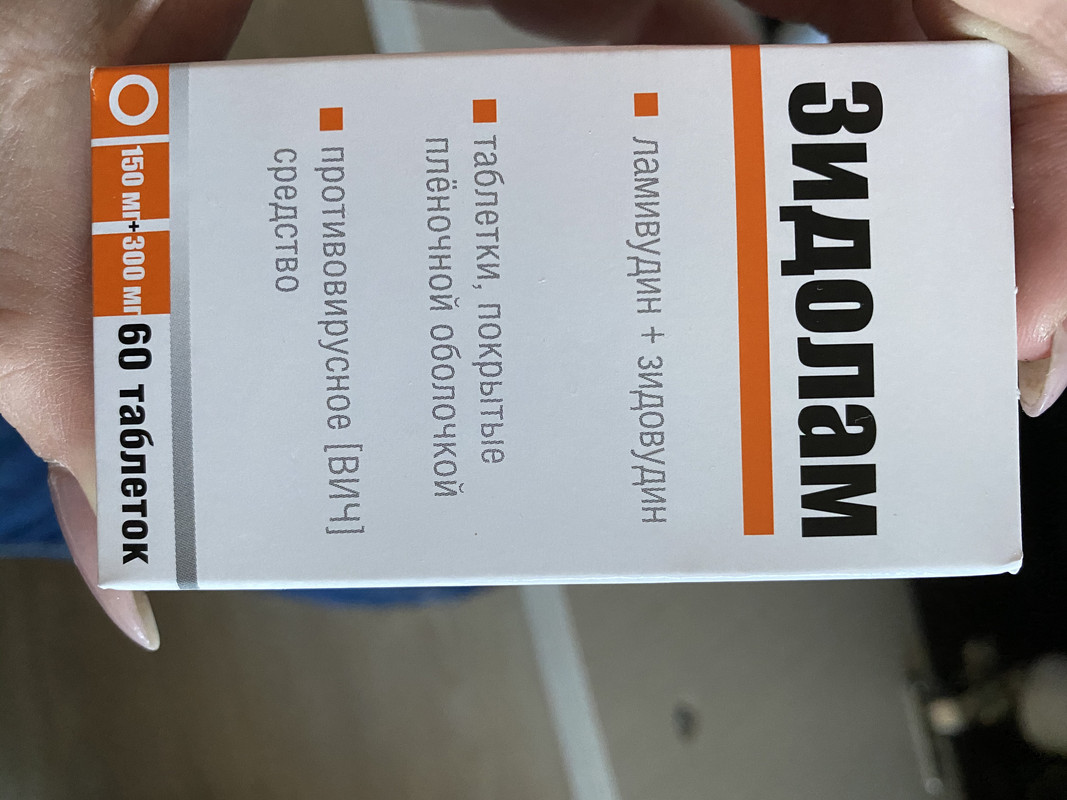 Зидолам
ламивудин + зидовудин
таблетки, покрытые
плёночной оболочкой
противовирусное [ВИЧ]
средство
150 мг+300 мг 60 таблеток